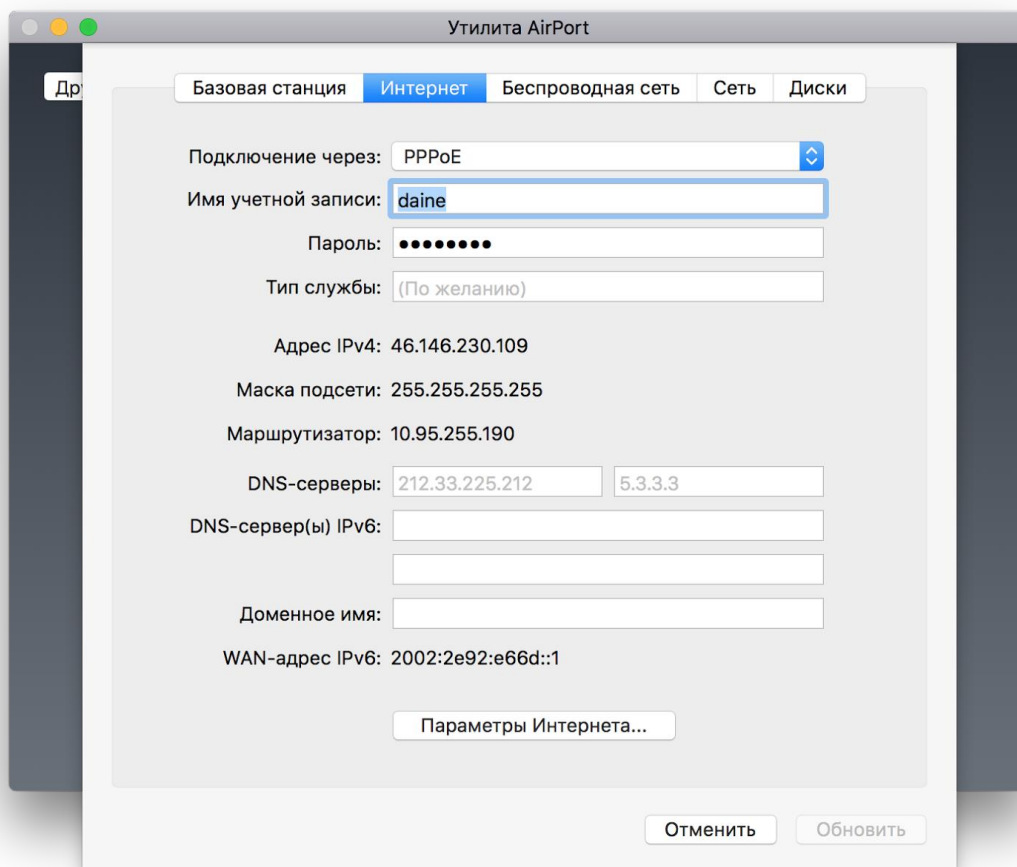 Утилита AirPort
Др
Базовая станция Интернет Беспроводная сеть Сеть Диски
Подключение через: PPPoE
Имя учетной записи: daine
Пароль: ••••••••
Тип службы: (По желанию)
Адрес IPv4: 46.146.230.109
Маска подсети: 255.255.255.255
Маршрутизатор: 10.95.255.190
DNS-серверы: 212.33.225.212 5.3.3.3
DNS-сервер(ы) IPv6:
Доменное имя:
WAN-адрес IPv6: 2002:2e92:e66d::1
Параметры Интернета...
Отменить Обновить